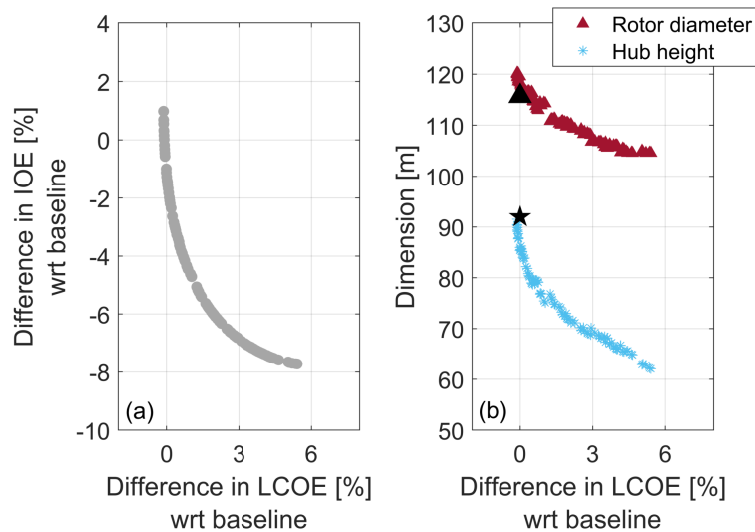 4
2
0
-2
-4
-6
-8
-10
0 3 6
Difference in IOE [%]
wrt baseline
(a)
Difference in LCOE [%]
wrt baseline
Rotor diameter
Hub height
130
120
110
100
90
80
70
60
50
0 3 6
Dimension [m]
(b)
Difference in LCOE [%]
wrt baseline